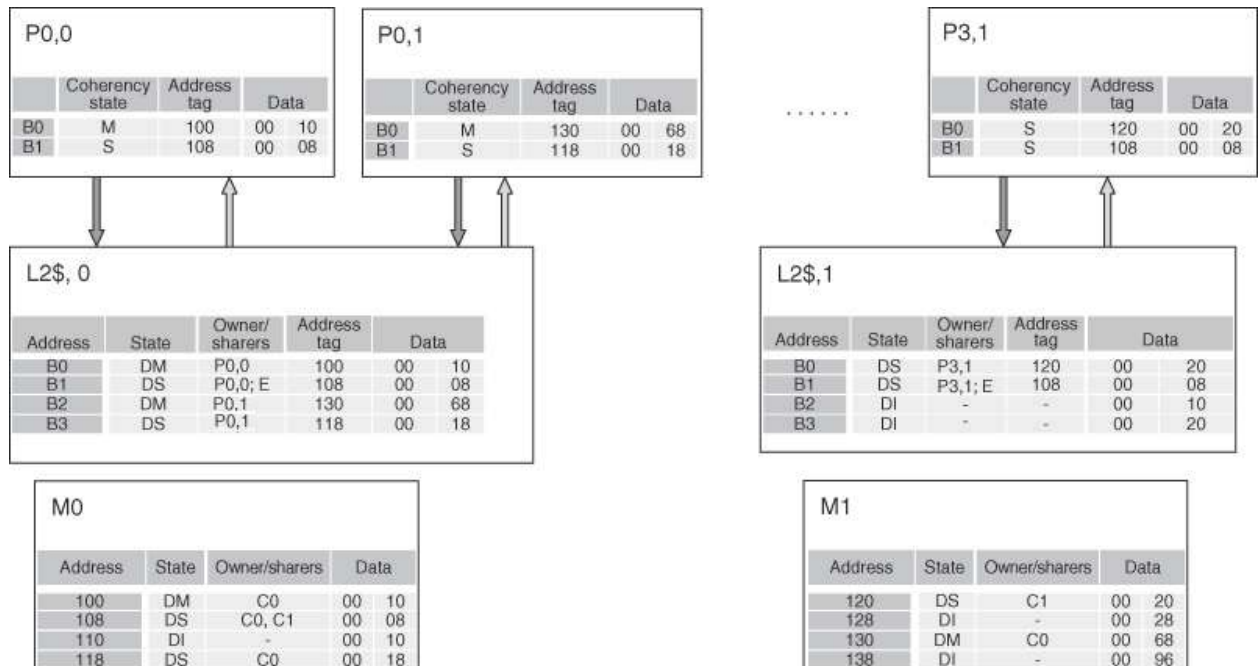 P0,0
Coherency state Address tag Data
B0 M 100 00 10
B1 S 108 00 08
P0,1
Coherency state Address tag Data
B0 M 130 00 68
B1 S 118 00 18
. . . . . .
P3,1
Coherency state Address tag Data
B0 S 120 00 20
B1 S 108 00 08
L2$, 0
Address State Owner/ sharers Address tag Data
B0 DM P0,0 100 00 10
B1 DS P0,0; E 108 00 08
B2 DM P0,1 130 00 68
B3 DS P0,1 118 00 18
L2$,1
Address State Owner/ sharers Address tag Data
B0 DS P3,1 120 00 20
B1 DS P3,1; E 108 00 08
B2 DI - - 00 10
B3 DI - - 00 20
M0
Address State Owner/sharers Data
100 DM C0 00 10
108 DS C0, C1 00 08
110 DI - 00 10
118 DS C0 00 18
M1
Address State Owner/sharers Data
120 DS C1 00 20
128 DI - 00 28
130 DM C0 00 68
138 DI - 00 96